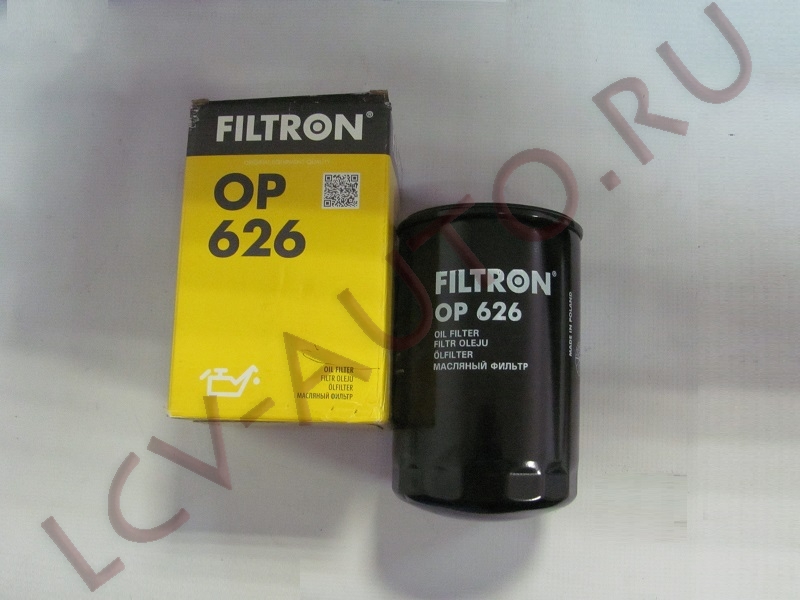 FILTRON®
OP
626
OIL FILTER
FILTR OLEJU
ÖLFILTER
МАСЛЯНЫЙ ФИЛЬТР
FILTRON®
OP 626
OIL FILTER
FILTR OLEJU
ÖLFILTER
МАСЛЯНЫЙ ФИЛЬТР
MADE IN POLAND
LCV-AUTO.RU